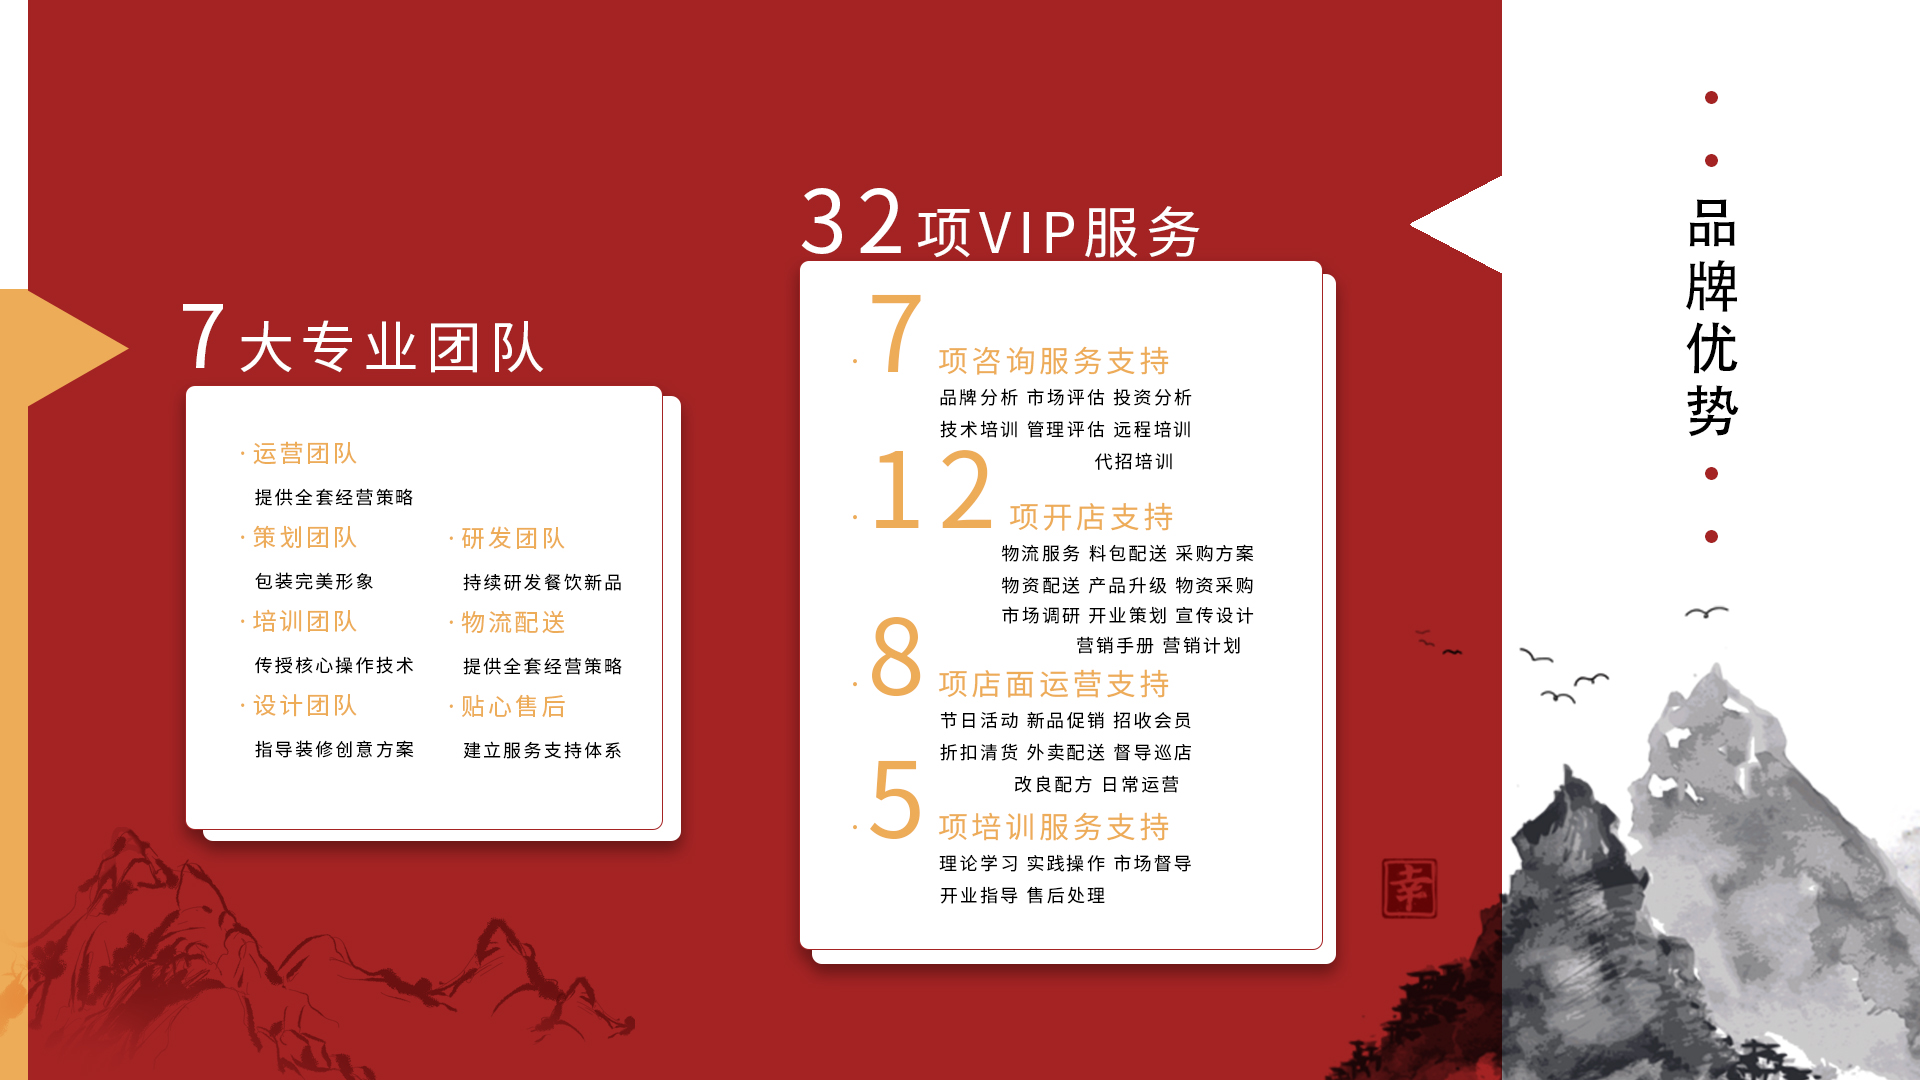 7大专业团队
·运营团队
提供全套经营策略
·策划团队
包装完美形象
·培训团队
传授核心操作技术
·设计团队
指导装修创意方案
·研发团队
持续研发餐饮新品
·物流配送
提供全套经营策略
·贴心售后
建立服务支持体系
32项VIP服务
·7项咨询服务支持
品牌分析 市场评估 投资分析
技术培训 管理评估 远程培训
代招培训
·12项开店支持
物流服务 料包配送 采购方案
物资配送 产品升级 物资采购
市场调研 开业策划 宣传设计
营销手册 营销计划
·8项店面运营支持
节日活动 新品促销 招收会员
折扣清货 外卖配送 督导巡店
改良配方 日常运营
·5项培训服务支持
理论学习 实践操作 市场督导
开业指导 售后处理
品牌优势
幸